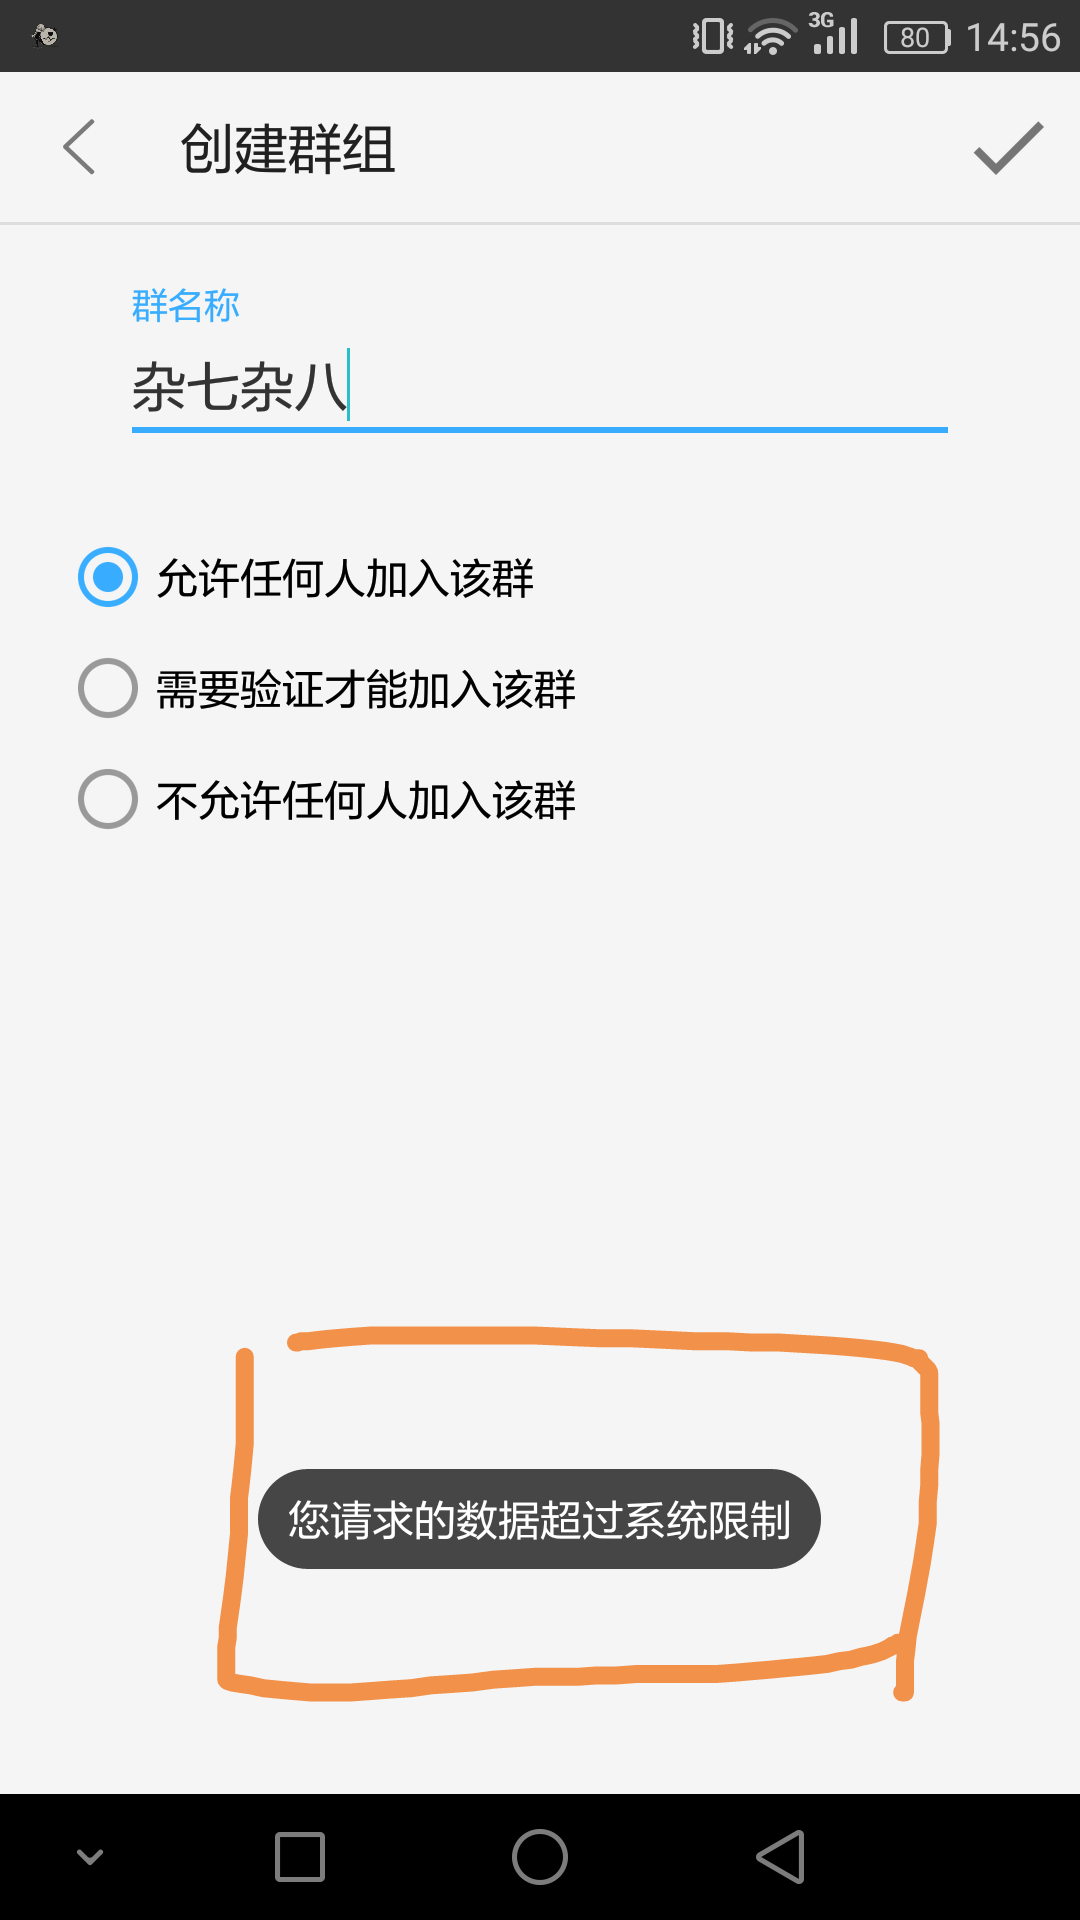 3G 80 14:56
创建群组
群名称
杂七杂八
允许任何人加入该群
需要验证才能加入该群
不允许任何人加入该群
您请求的数据超过系统限制